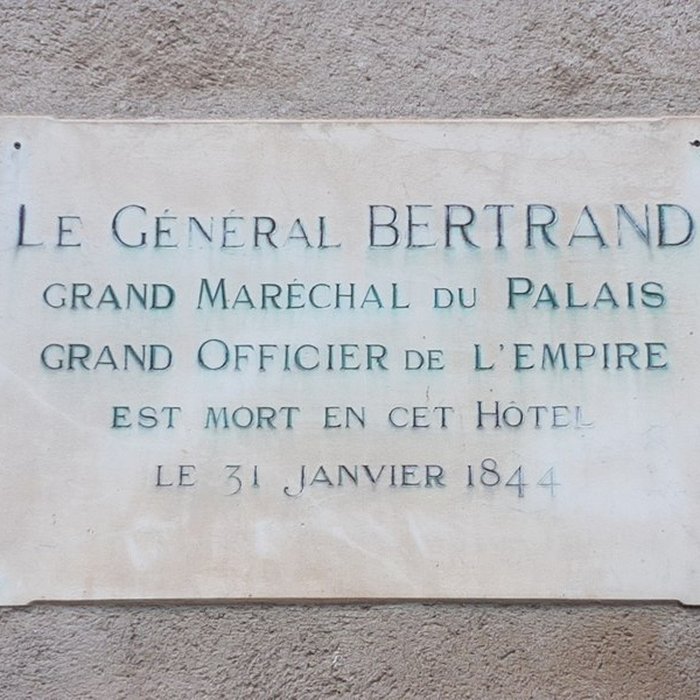 Le Général BERTRAND
GRAND Maréchal du Palais
GRAND Officier de l'Empire
est mort en cet Hôtel
le 31 janvier 1844